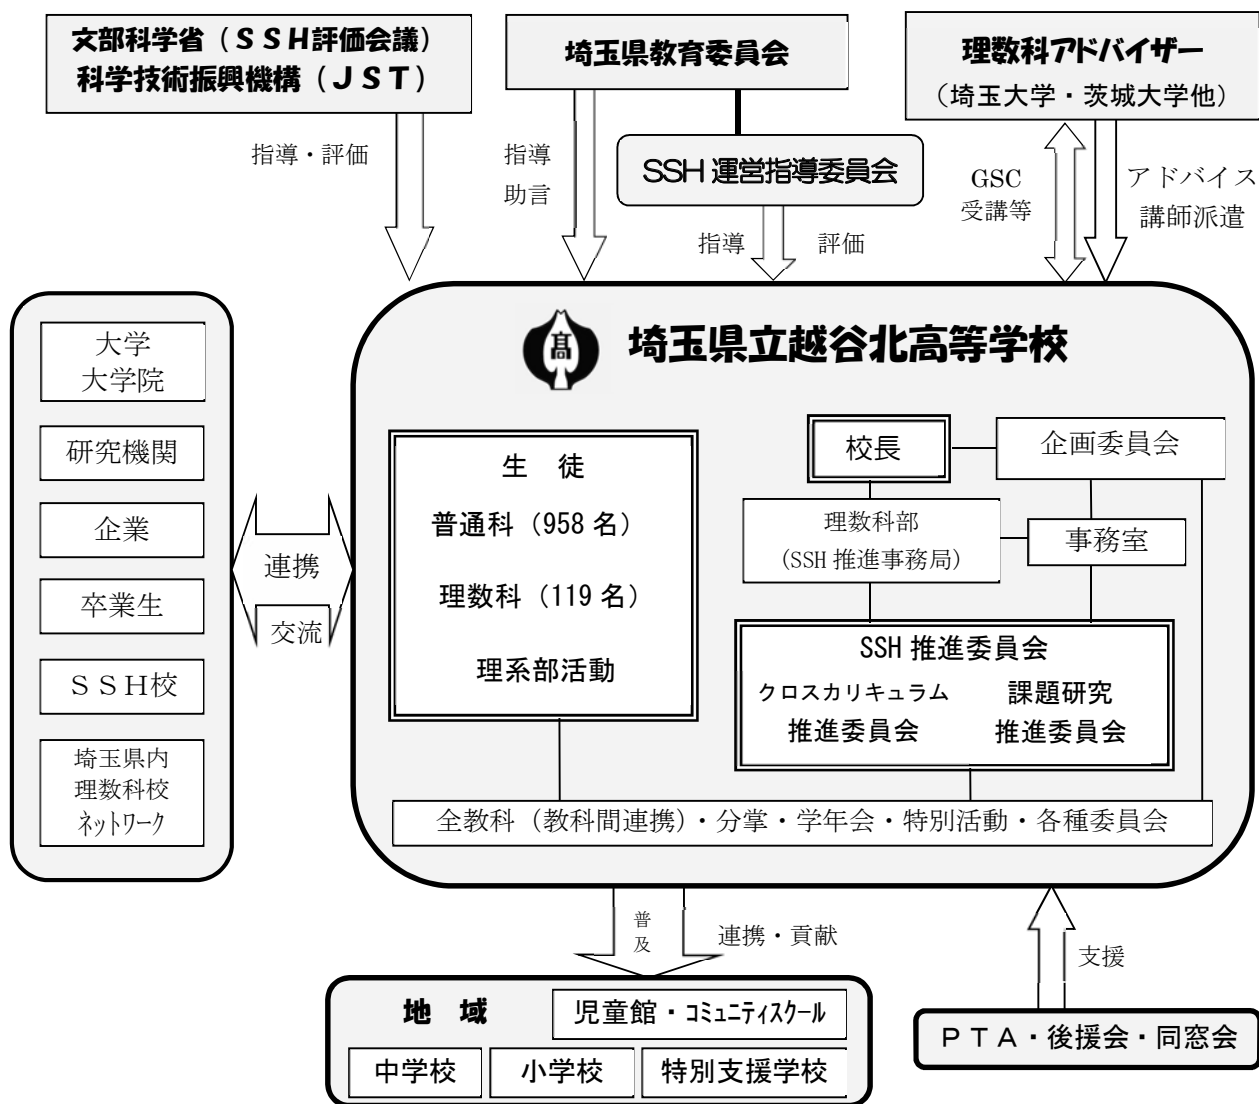 文部科学省（ＳＳＨ評価会議）
科学技術振興機構（ＪＳＴ）
埼玉県教育委員会
理数科アドバイザー
（埼玉大学・茨城大学他）
指導・評価
指導
助言
SSH 運営指導委員会
指導
評価
GSC
受講等
アドバイス
講師派遣
大学
大学院
研究機関
企業
卒業生
ＳＳＨ校
埼玉県内
理数科校
ネットワーク
連携
交流
高
埼玉県立越谷北高等学校
生　徒
普通科（958 名）
理数科（119 名）
理系部活動
校長
企画委員会
理数科部
（SSH 推進事務局）
事務室
SSH 推進委員会
クロスカリキュラム
推進委員会
課題研究
推進委員会
全教科（教科間連携）・分掌・学年会・特別活動・各種委員会
普
及
連携・貢献
支援
地　域
児童館・コミュニティスクール
中学校
小学校
特別支援学校
ＰＴＡ・後援会・同窓会